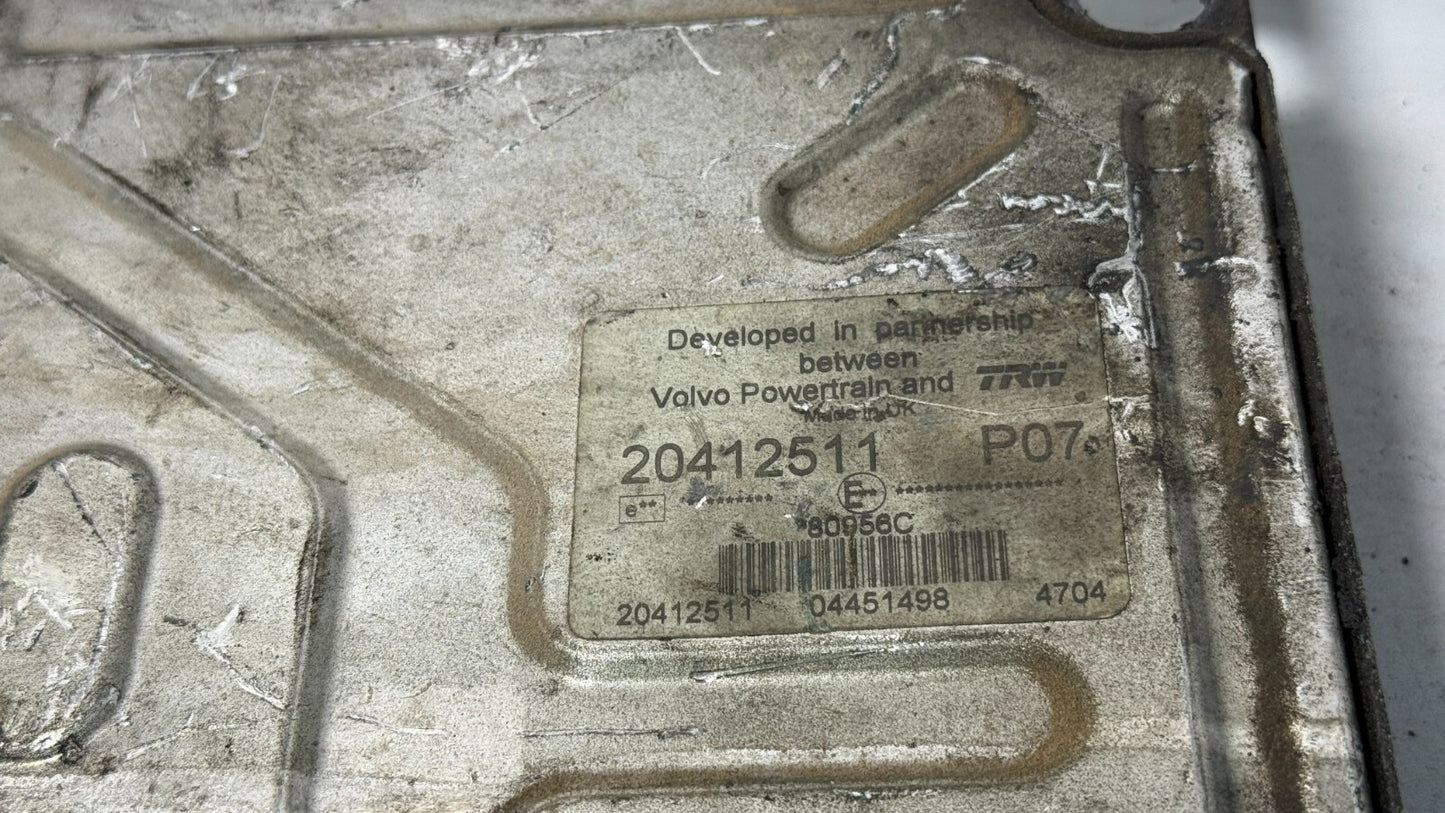 Developed in partnership
between
Volvo Powertrain and TRW
Made in UK
20412511 P07
e** ********* E** *****************
80956C
20412511 04451498 4704